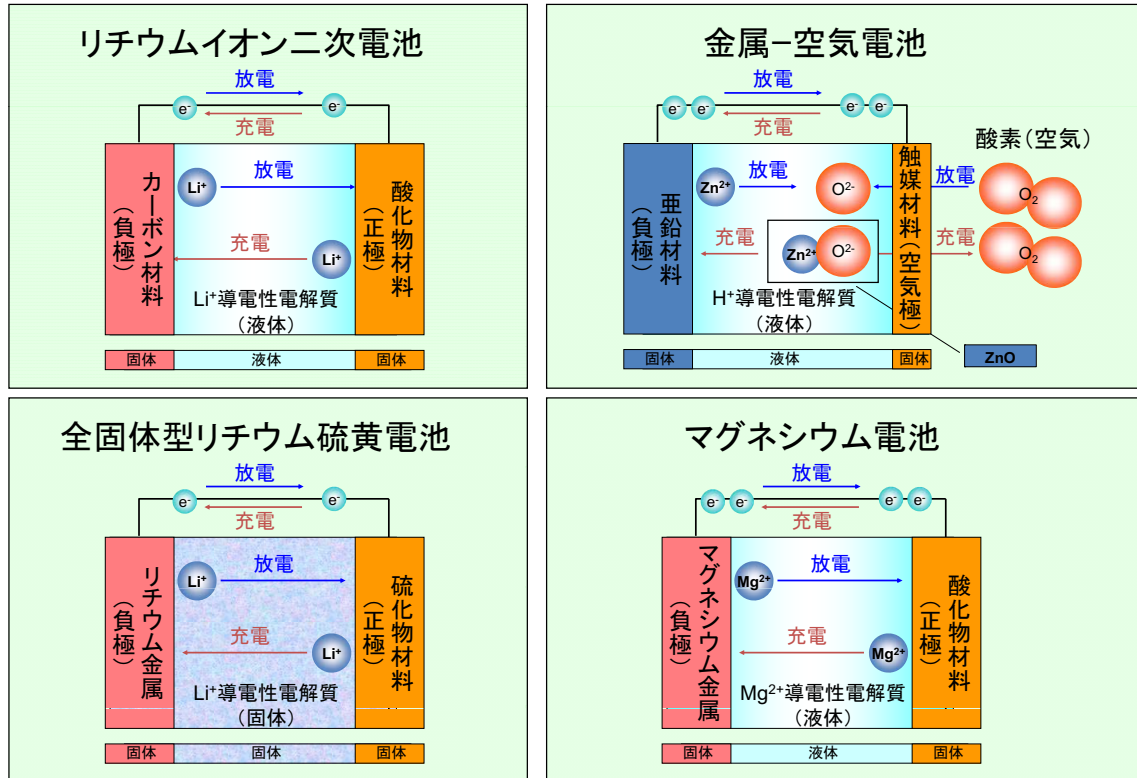 リチウムイオン二次電池
放電
e-
e-
充電
カーボン材料
(負極)
Li+
放電
充電
Li+
Li+導電性電解質
(液体)
酸化物材料
(正極)
固体
液体
固体
金属−空気電池
放電
e- e-
e- e-
充電
亜鉛材料
(負極)
Zn2+
放電
O2-
充電
Zn2+
O2-
H+導電性電解質
(液体)
触媒材料(空気極)
酸素(空気)
放電
O2
充電
O2
固体
液体
固体
ZnO
全固体型リチウム硫黄電池
放電
e-
e-
充電
リチウム金属
(負極)
Li+
放電
充電
Li+
Li+導電性電解質
(固体)
硫化物材料
(正極)
固体
固体
固体
マグネシウム電池
放電
e- e-
e- e-
充電
マグネシウム金属
(負極)
Mg2+
放電
充電
Mg2+
Mg2+導電性電解質
(液体)
酸化物材料
(正極)
固体
液体
固体